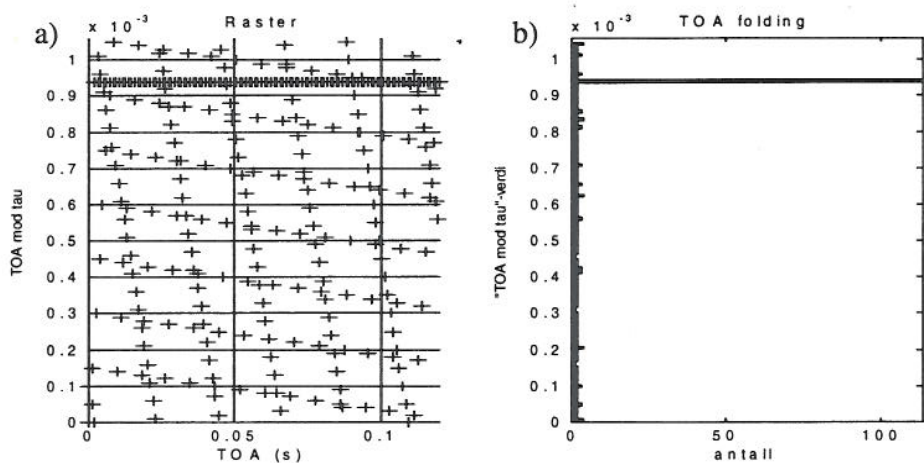 a) x 10 -3 Raster
1
0.9
0.8
0.7
0.6
0.5
0.4
0.3
0.2
0.1
0
TOA mod tau
0 0.05 0.1
TOA (s)
b) x 10 -3 TOA folding
1
0.9
0.8
0.7
0.6
0.5
0.4
0.3
0.2
0.1
0
"TOA mod tau"-verdi
0 50 100
antall